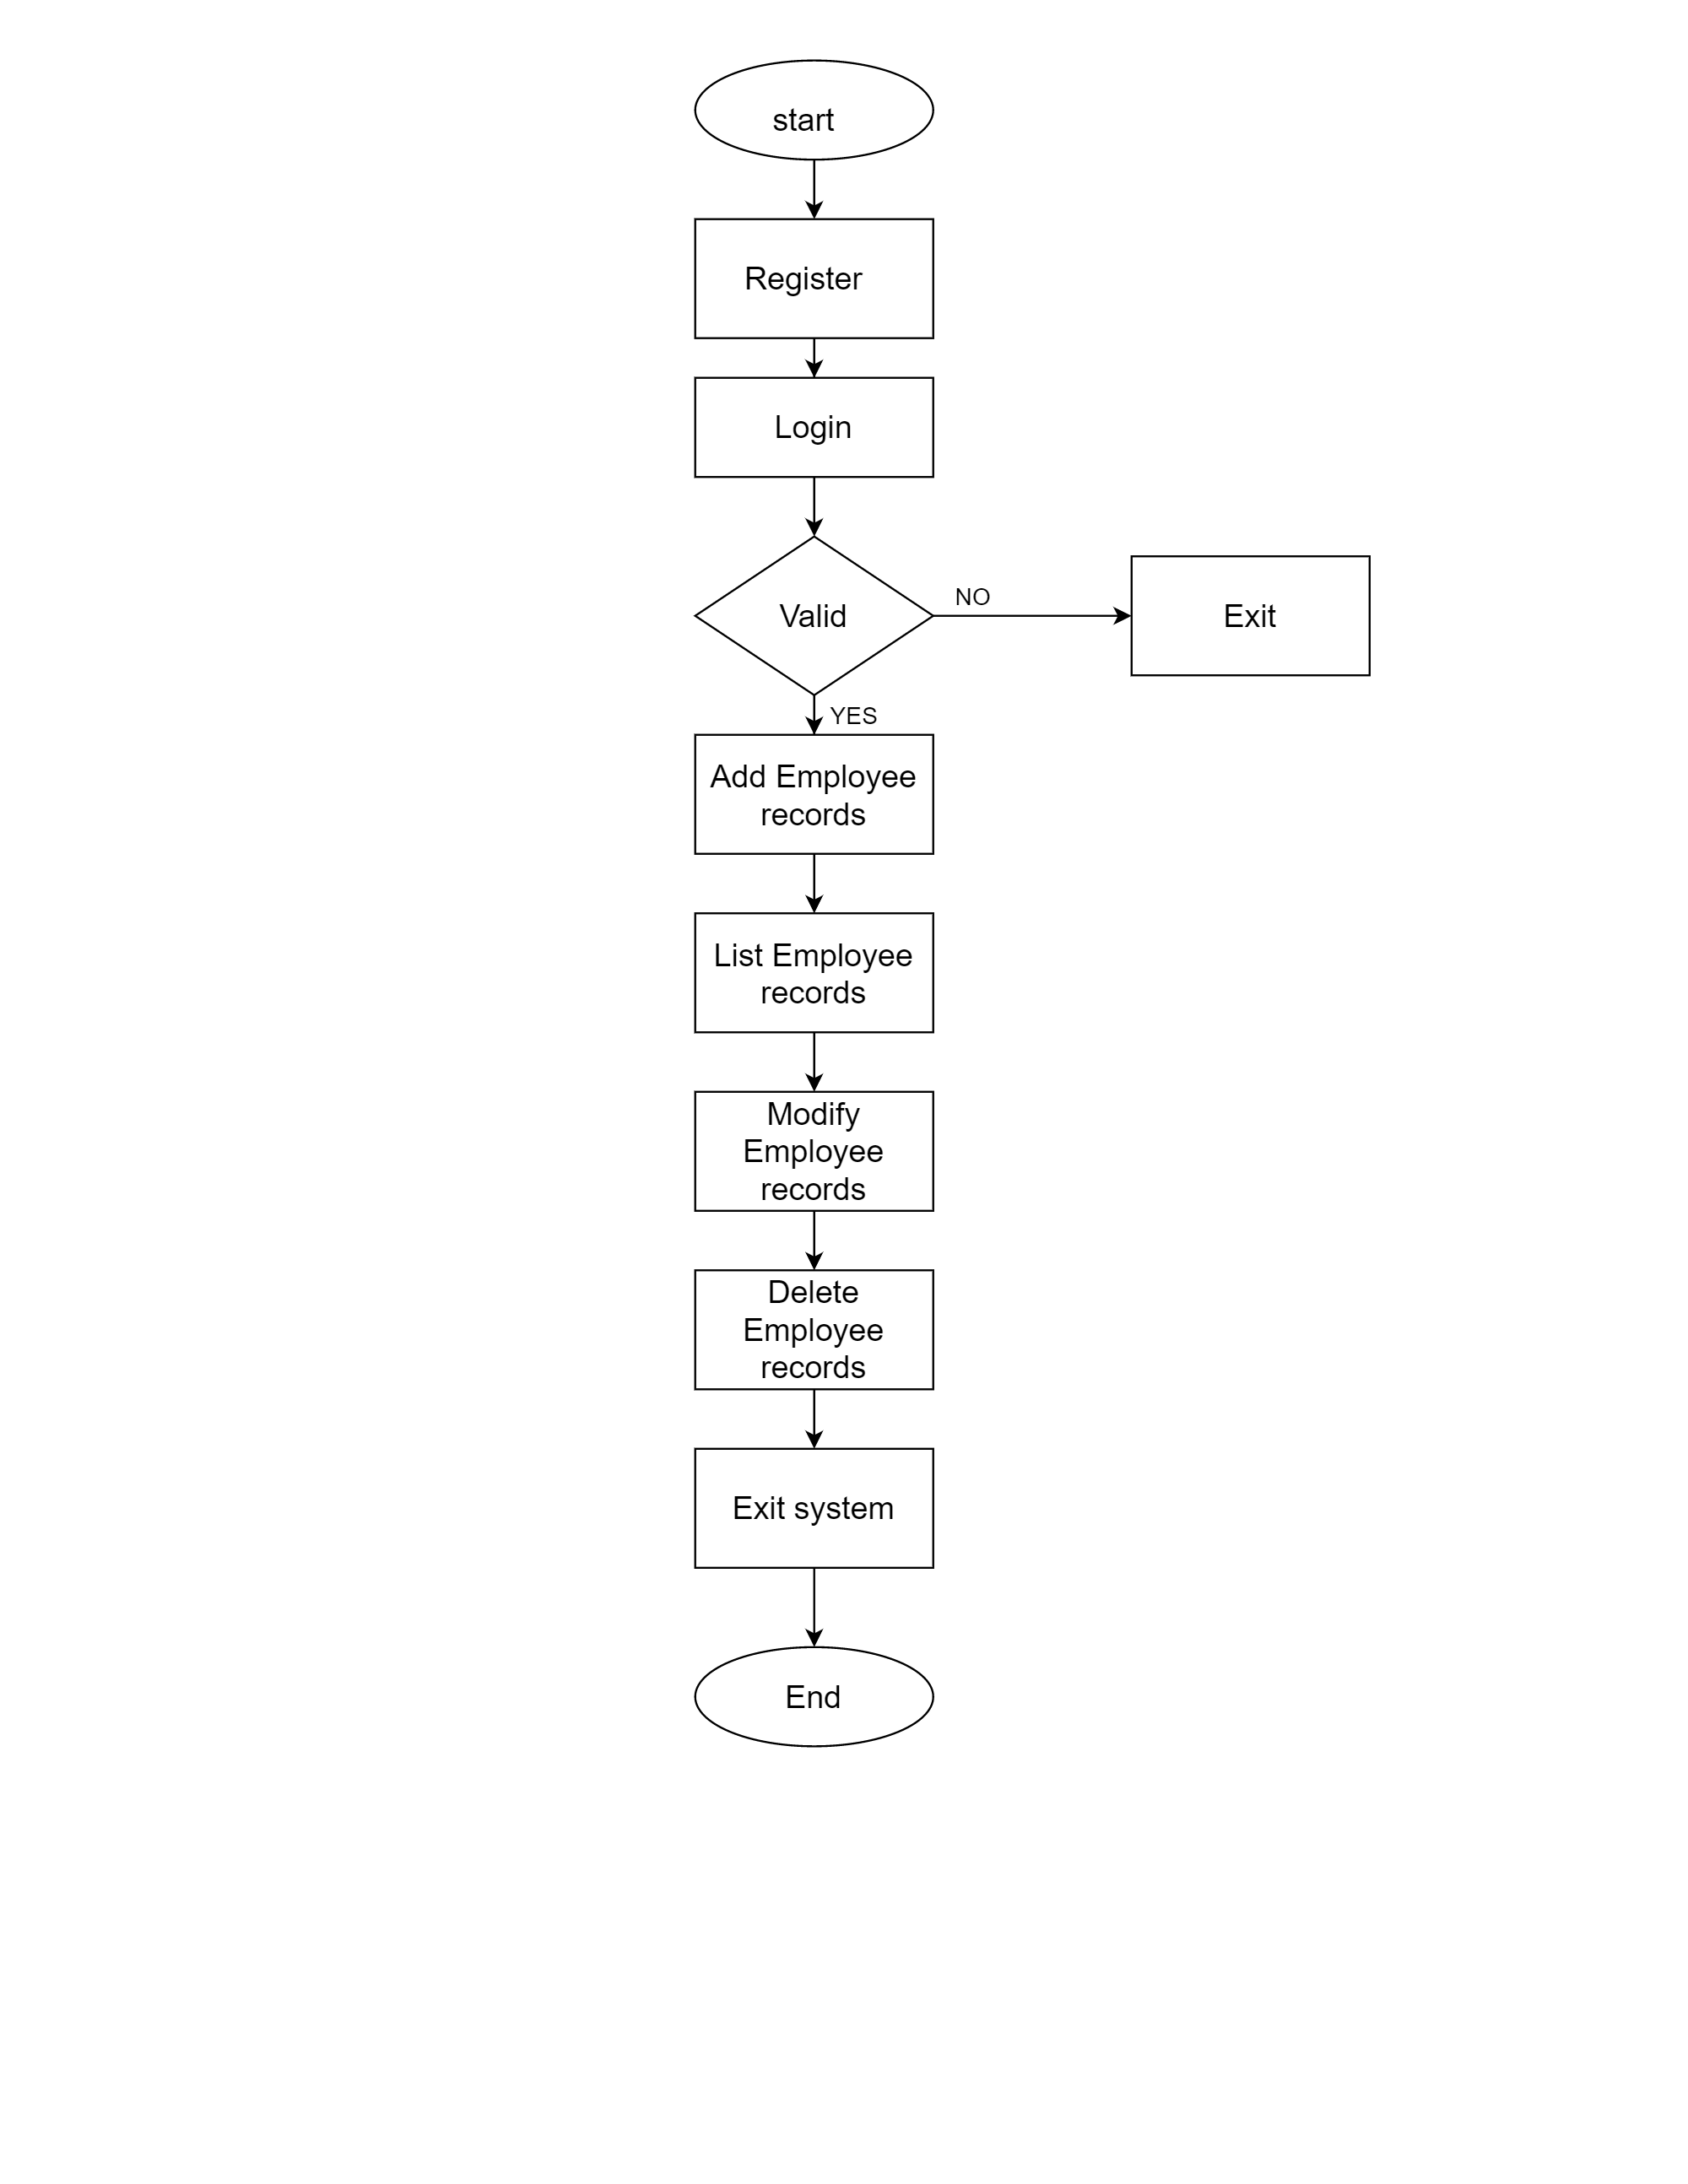 start
Register
Login
Valid
NO
Exit
YES
Add Employee
records
List Employee
records
Modify
Employee
records
Delete
Employee
records
Exit system
End